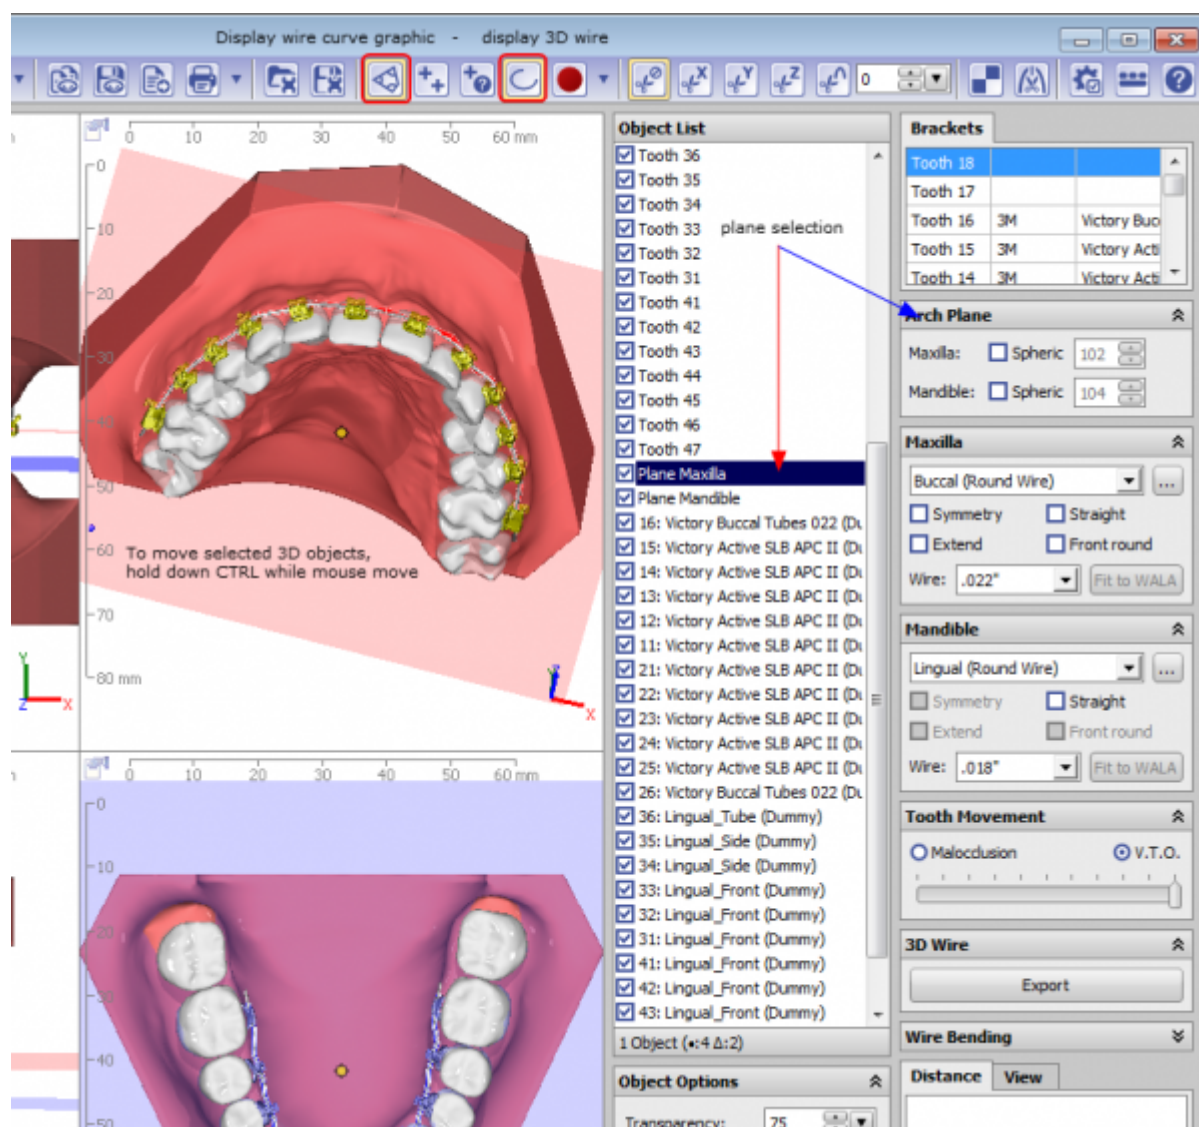 Display wire curve graphic - display 3D wire
0
0 10 20 30 40 50 60 mm
0
10
20
30
40
50
60
70
80 mm
To move selected 3D objects,
hold down CTRL while mouse move
Y
Z X
X
0 10 20 30 40 50 60 mm
0
10
20
30
40
50
Object List
Tooth 36
Tooth 35
Tooth 34
Tooth 33
plane selection
Tooth 32
Tooth 31
Tooth 41
Tooth 42
Tooth 43
Tooth 44
Tooth 45
Tooth 46
Tooth 47
Plane Maxilla
Plane Mandible
16: Victory Buccal Tubes 022 (Du
15: Victory Active SLB APC II (Du
14: Victory Active SLB APC II (Du
13: Victory Active SLB APC II (Du
12: Victory Active SLB APC II (Du
11: Victory Active SLB APC II (Du
21: Victory Active SLB APC II (Du
22: Victory Active SLB APC II (Du
23: Victory Active SLB APC II (Du
24: Victory Active SLB APC II (Du
25: Victory Active SLB APC II (Du
26: Victory Buccal Tubes 022 (Du
36: Lingual_Tube (Dummy)
35: Lingual_Side (Dummy)
34: Lingual_Side (Dummy)
33: Lingual_Front (Dummy)
32: Lingual_Front (Dummy)
31: Lingual_Front (Dummy)
41: Lingual_Front (Dummy)
42: Lingual_Front (Dummy)
43: Lingual_Front (Dummy)
1 Object (•:4 Δ:2)
Object Options
Transparency: 75
Brackets
Tooth 18
Tooth 17
Tooth 16 3M Victory Bucc
Tooth 15 3M Victory Acti
Tooth 14 3M Victory Acti
Arch Plane
Maxilla: Spheric 102
Mandible: Spheric 104
Maxilla
Buccal (Round Wire) ...
Symmetry Straight
Extend Front round
Wire: .022" Fit to WALA
Mandible
Lingual (Round Wire) ...
Symmetry Straight
Extend Front round
Wire: .018" Fit to WALA
Tooth Movement
Malocclusion V.T.O.
3D Wire
Export
Wire Bending
Distance View